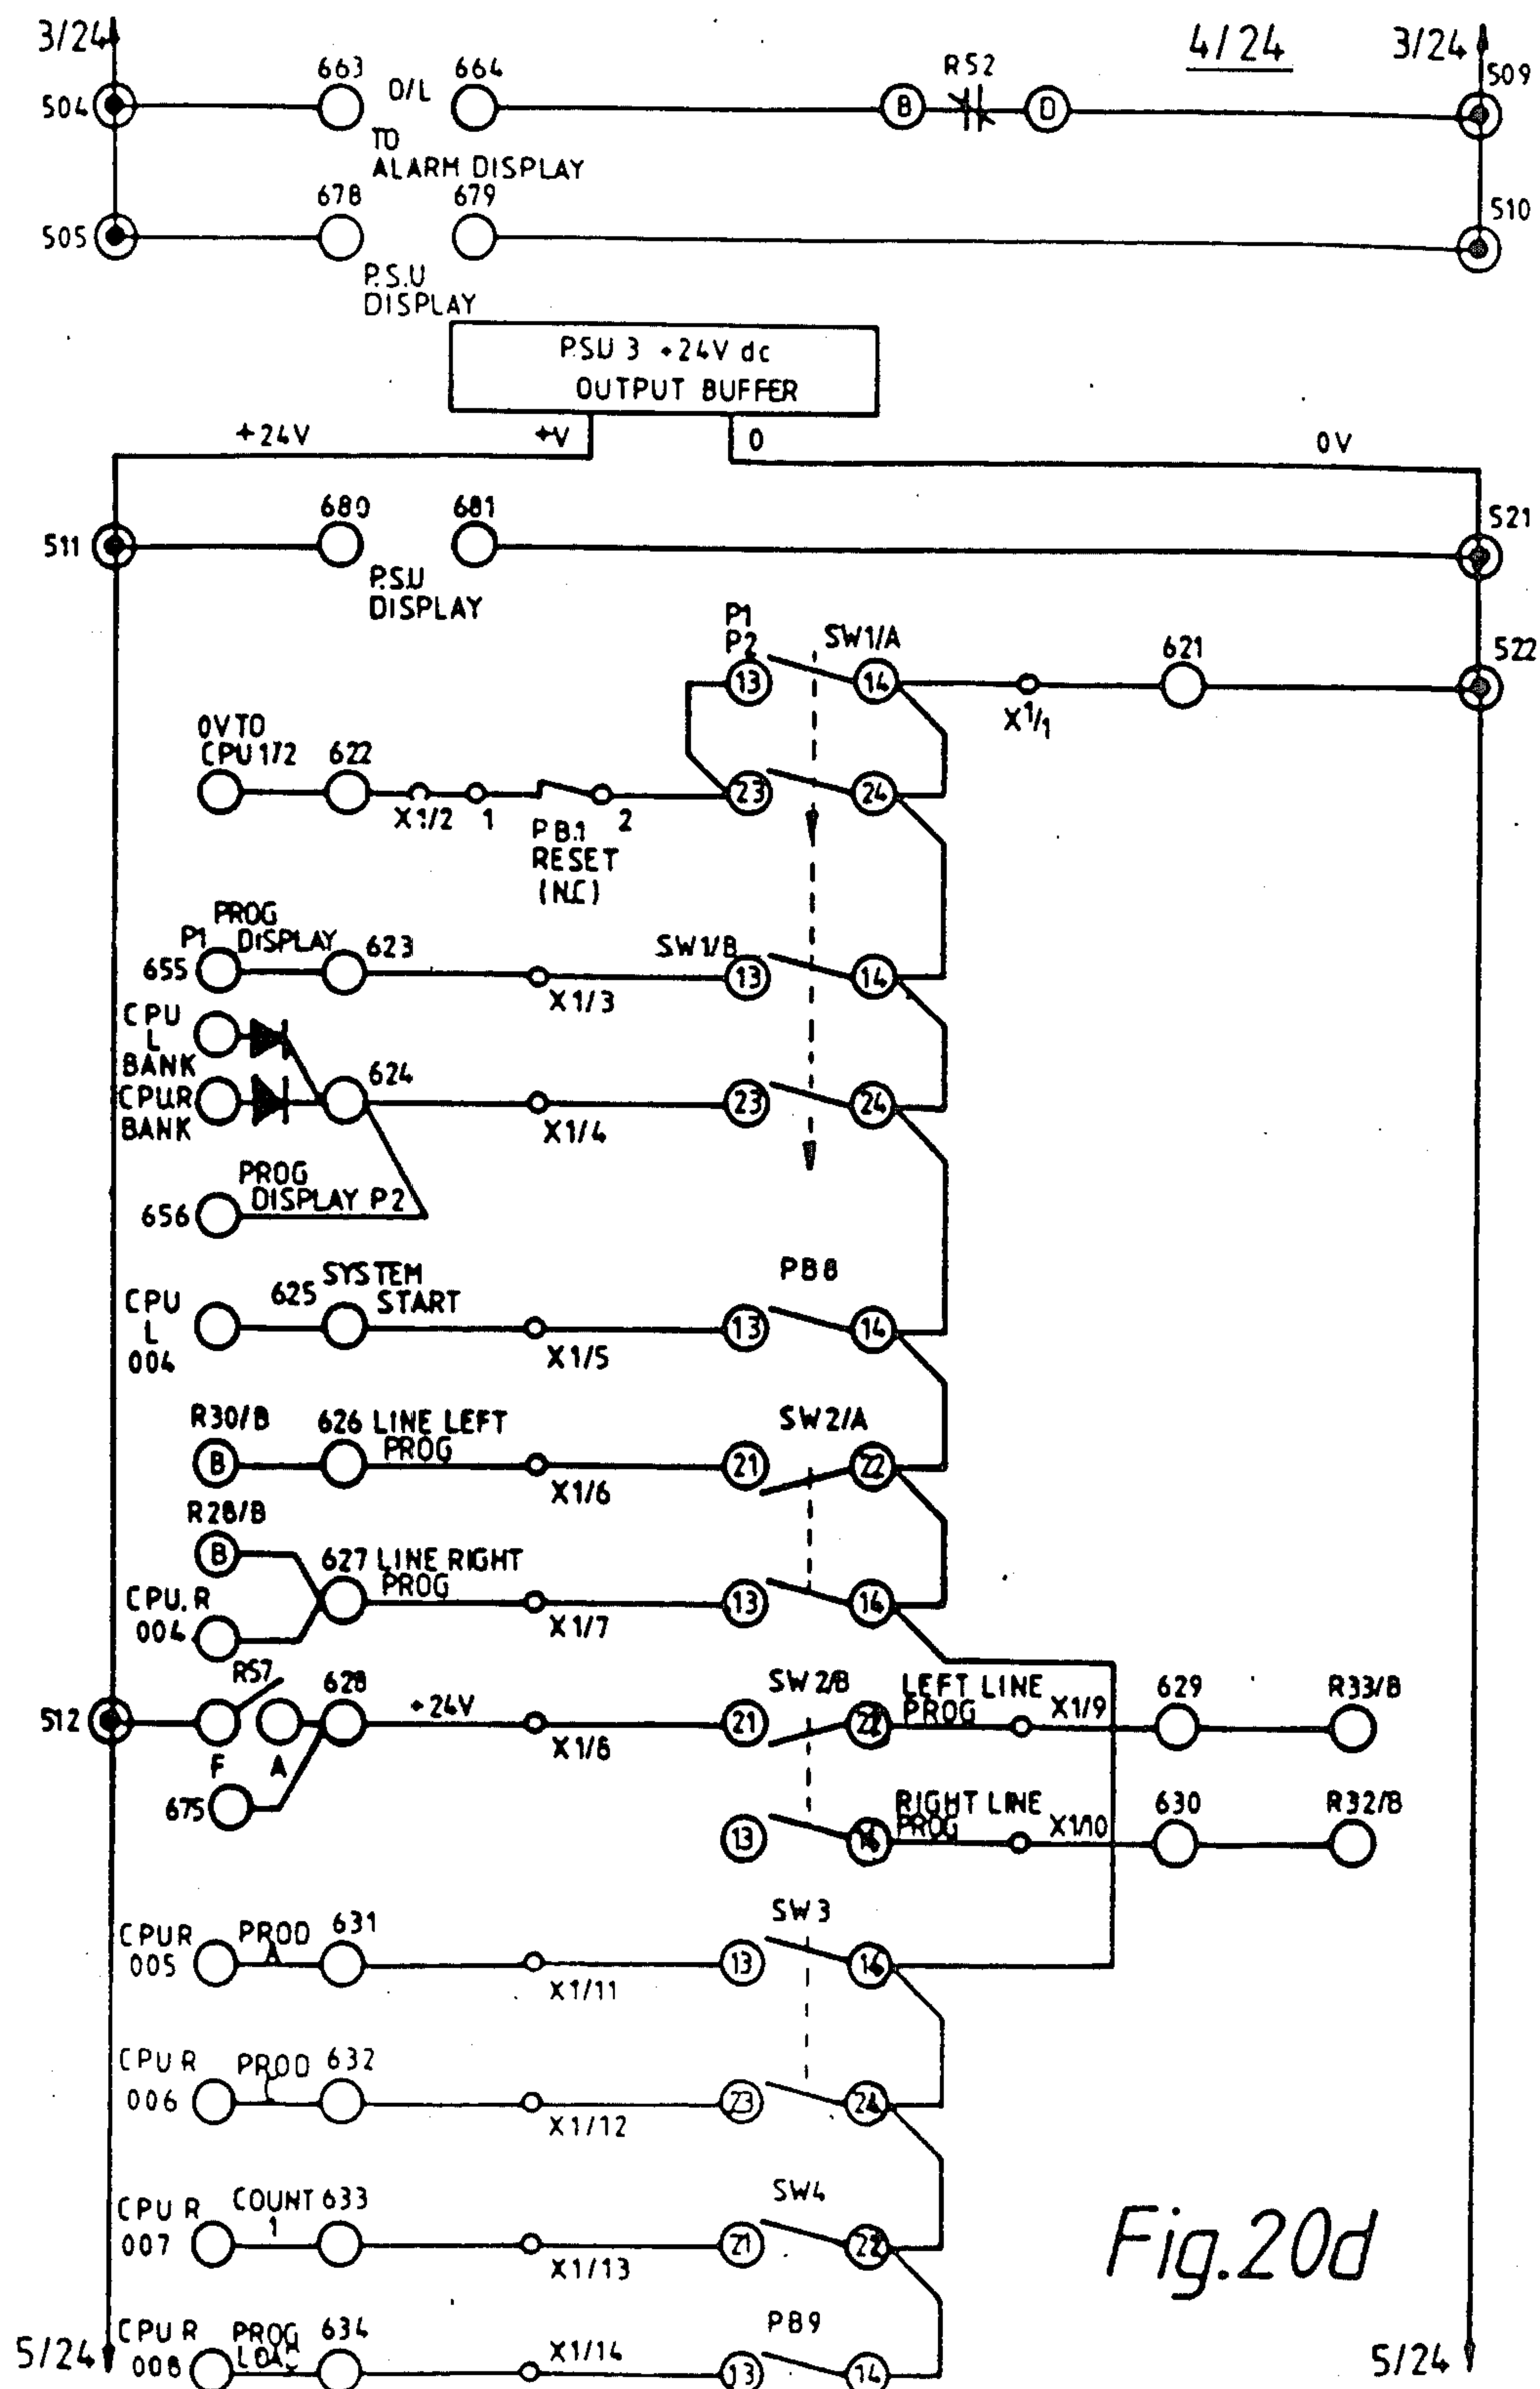 3/24 4/24 3/24
663 664 R52 509
504 O/L B D
TO
ALARM DISPLAY
678 679 510
505
P.S.U
DISPLAY
PSU 3 +24V dc
OUTPUT BUFFER
+24V +V 0 0V
680 681 521
511
P.S.U
DISPLAY
P1
P2 SW1/A 621 522
13 14
X1/1
0V TO
CPU 1/2 622
23 24
X1/2 1 PB.1 2
RESET
(N.C)
PROG
P1 DISPLAY 623 SW1/B
655 13 14
X1/3
CPU
L
BANK
624
CPU.R 23 24
BANK X1/4
PROG
DISPLAY P2
656
PB8
SYSTEM
625 START
CPU
L 13 14
004 X1/5
R30/B 626 LINE LEFT SW2/A
PROG
B 21 22
X1/6
R28/B
B
627 LINE RIGHT
PROG
CPU.R 13 14
004 X1/7
R57 628 +24V SW2/B LEFT LINE X1/9 629 R33/B
PROG
512 21 22
F A X1/8
675
RIGHT LINE X1/10 630 R32/B
PROG
13
SW3
CPU R PROD 631
005 A 13 14
X1/11
CPU R PROD 632
006 23 24
X1/12
SW4
CPU R COUNT 633
007 1 21 22
X1/13
Fig.20d
PB9
CPU R PROG 634 X1/14
5/24 008 13 14 5/24